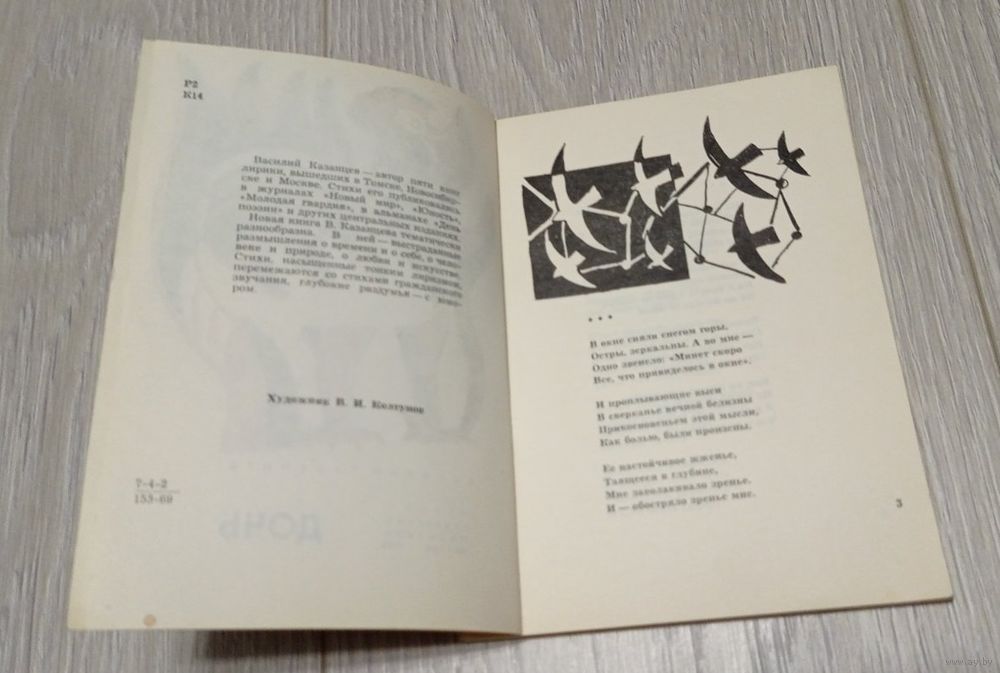 Р2
К14
Василий Казанцев — автор пяти книг
лирики, вышедших в Томске, Новосибир-
ске и Москве. Стихи его публиковались
в журналах «Новый мир», «Юность»,
«Молодая гвардия», в альманахе «День
поэзии» и других центральных изданиях.
Новая книга В. Казанцева тематически
разнообразна. В ней — выстраданные
размышления о времени и о себе, о чело-
веке и природе, о любви и искусстве.
Стихи, насыщенные тонким лиризмом,
перемежаются со стихами гражданского
звучания, глубокие раздумья — с юмо-
ром.
Художник В. И. Колтунов
7-4-2
153-69
ДОЧЬ
* * *
В окне сияли снегом горы,
Остры, зеркальны. А во мне —
Одно звенело: «Минет скоро
Все, что привиделось в окне».
И проплывающие выси
В сверканье вечной белизны
Прикосновеньем этой мысли,
Как болью, были пронзены.
Ее настойчивое жженье,
Таящееся в глубине,
Мне заволакивало зренье.
И — обостряло зренье мне.
3
www.ay.by